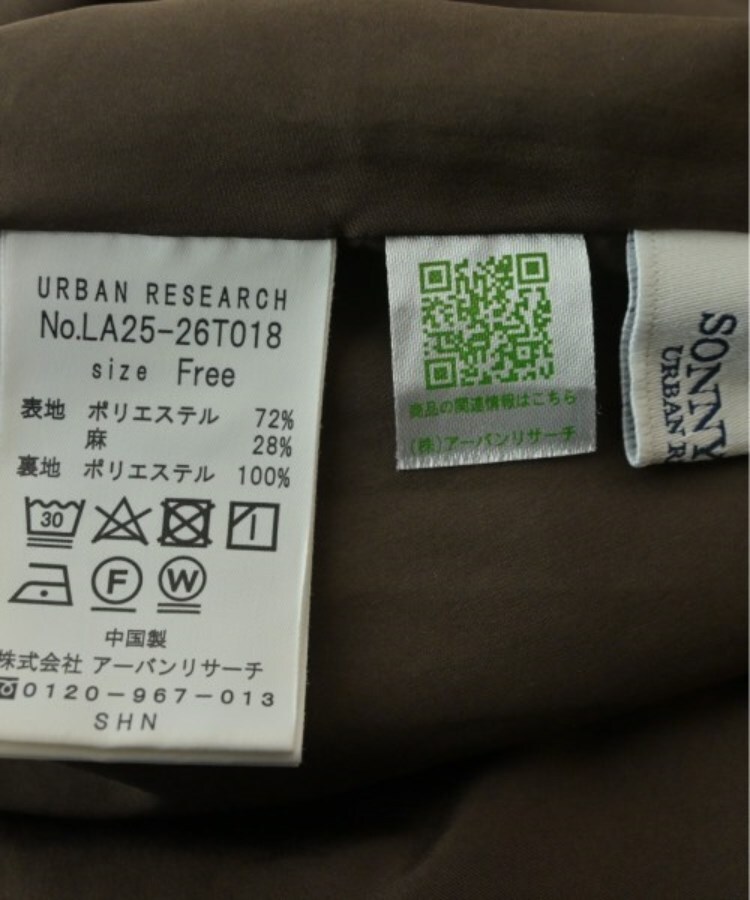 URBAN RESEARCH
No.LA25-26T018
size Free
表地 ポリエステル 72%
麻 28%
裏地 ポリエステル 100%
30
F W
中国製
株式会社 アーバンリサーチ
0120-967-013
SHN
商品の関連情報はこちら
(株)アーバンリサーチ
SONNY
URBAN